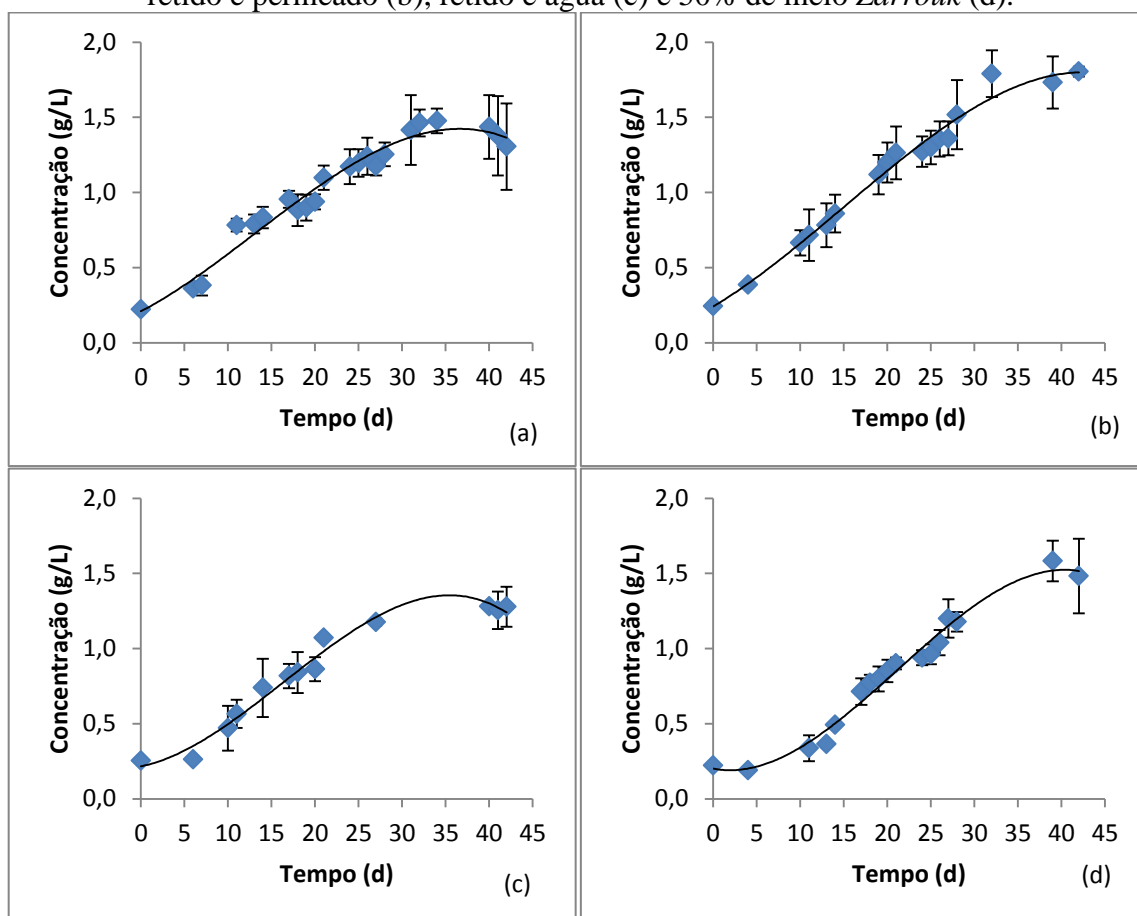 retido e permeado (b), retido e água (c) e de meio Zarrouk (d).
2,0
1,5
1,0
0,5
0,0
Concentração (g/L)
0 5 10 15 20 25 30 35 40 45
Tempo (d)
(a)
2,0
1,5
1,0
0,5
0,0
Concentração (g/L)
0 5 10 15 20 25 30 35 40 45
Tempo (d)
(b)
2,0
1,5
1,0
0,5
0,0
Concentração (g/L)
0 5 10 15 20 25 30 35 40 45
Tempo (d)
(c)
2,0
1,5
1,0
0,5
0,0
Concentração (g/L)
0 5 10 15 20 25 30 35 40 45
Tempo (d)
(d)